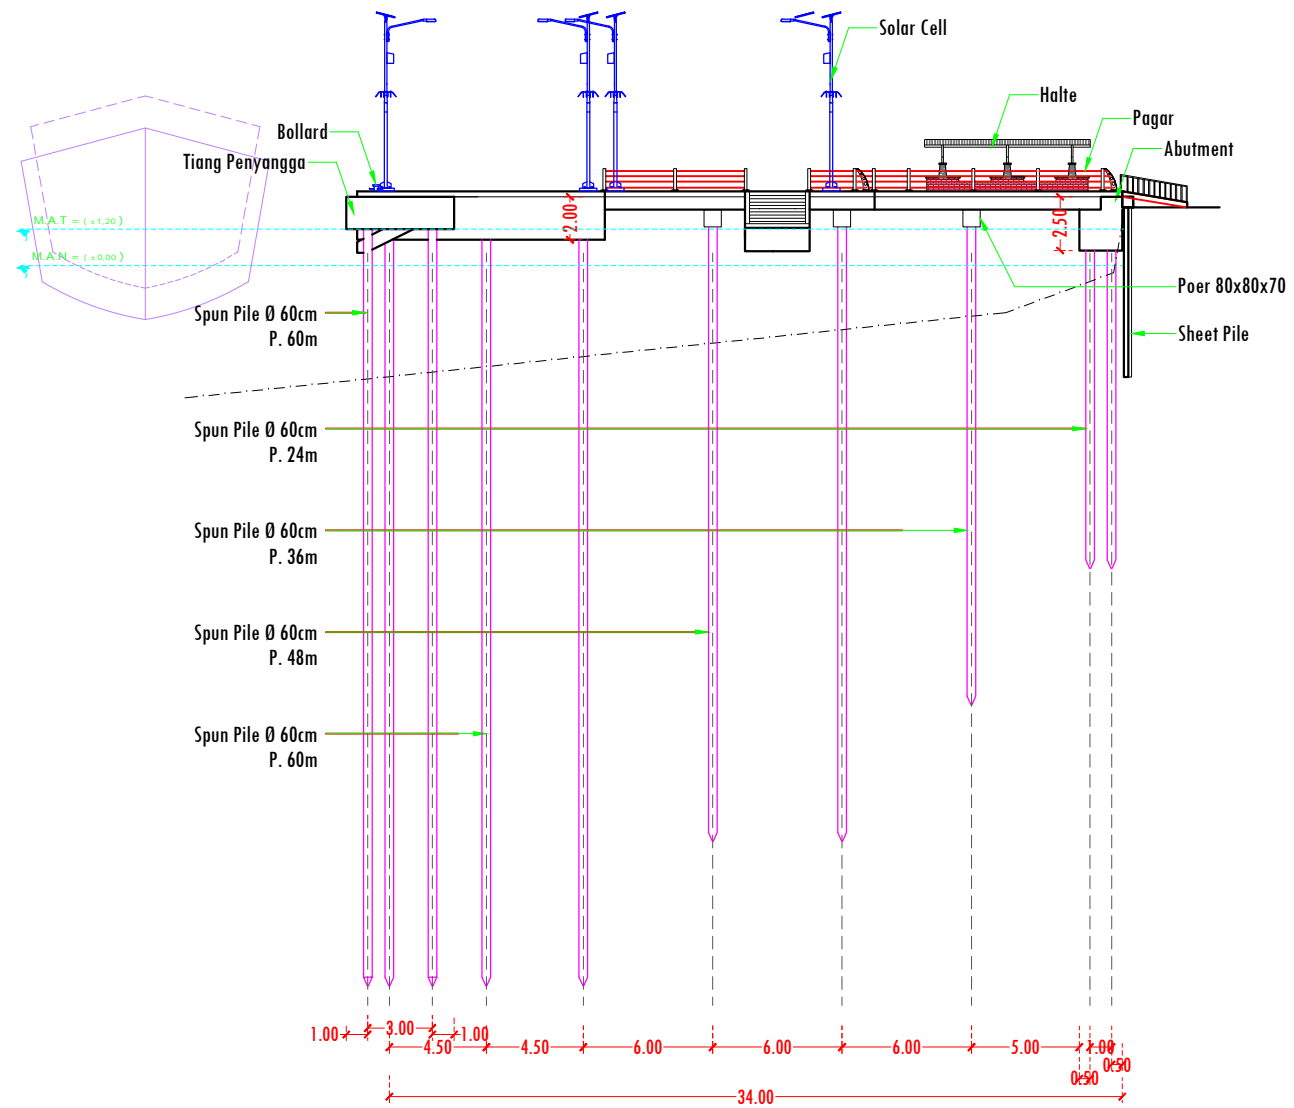 Solar Cell
Halte
Pagar
Bollard
Abutment
Tiang Penyangga
M.A.T = ( ±1,20 )
2.00
2.50
M.A.N = ( ±0,00 )
Poer 80x80x70
Spun Pile Ø 60cm
P. 60m
Sheet Pile
Spun Pile Ø 60cm
P. 24m
Spun Pile Ø 60cm
P. 36m
Spun Pile Ø 60cm
P. 48m
Spun Pile Ø 60cm
P. 60m
1.00 3.00 1.00
4.50 4.50 6.00 6.00 6.00 5.00 1.00
0.50 0.50
34.00